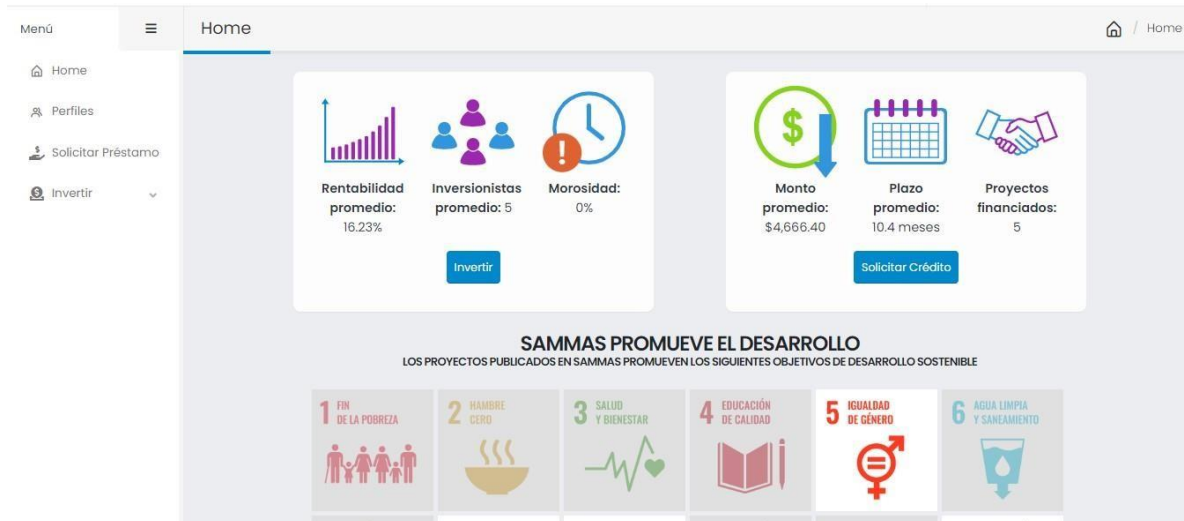 Menú
Home
Home
Home
Perfiles
Solicitar Préstamo
Invertir
Rentabilidad
promedio:
16.23%
Inversionistas
promedio: 5
Morosidad:
0%
Invertir
$
Monto
promedio:
$4,666.40
Plazo
promedio:
10.4 meses
Proyectos
financiados:
5
Solicitar Crédito
SAMMAS PROMUEVE EL DESARROLLO
LOS PROYECTOS PUBLICADOS EN SAMMAS PROMUEVEN LOS SIGUIENTES OBJETIVOS DE DESARROLLO SOSTENIBLE
1 FIN
DE LA POBREZA
2 HAMBRE
CERO
3 SALUD
Y BIENESTAR
4 EDUCACIÓN
DE CALIDAD
5 IGUALDAD
DE GÉNERO
6 AGUA LIMPIA
Y SANEAMIENTO